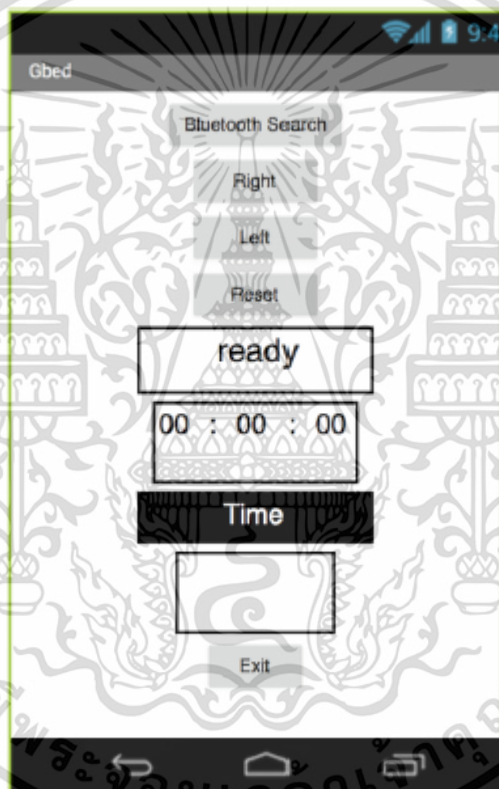 9:4
Gbed
Bluetooth Search
Right
Left
Reset
ready
00 : 00 : 00
Time
Exit